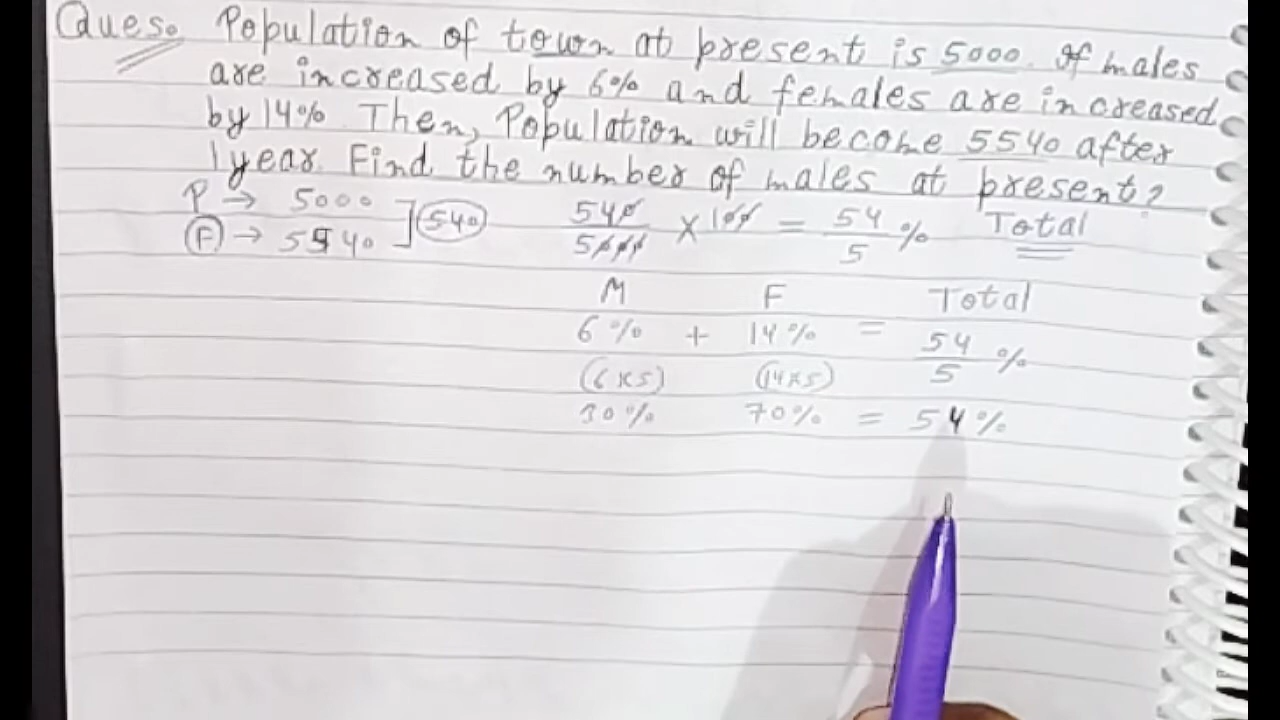 Ques. Population of town at present is 5000. If males
are increased by 6% and females are increased
by 14% Then, Population will become 5540 after
1 year. Find the number of males at present?
P → 5000
F → 5540 ] 540 540/5000 × 100 = 54/5 % Total
M F Total
6% + 14% = 54/5 %
(6×5) (14×5)
30% 70% = 54%